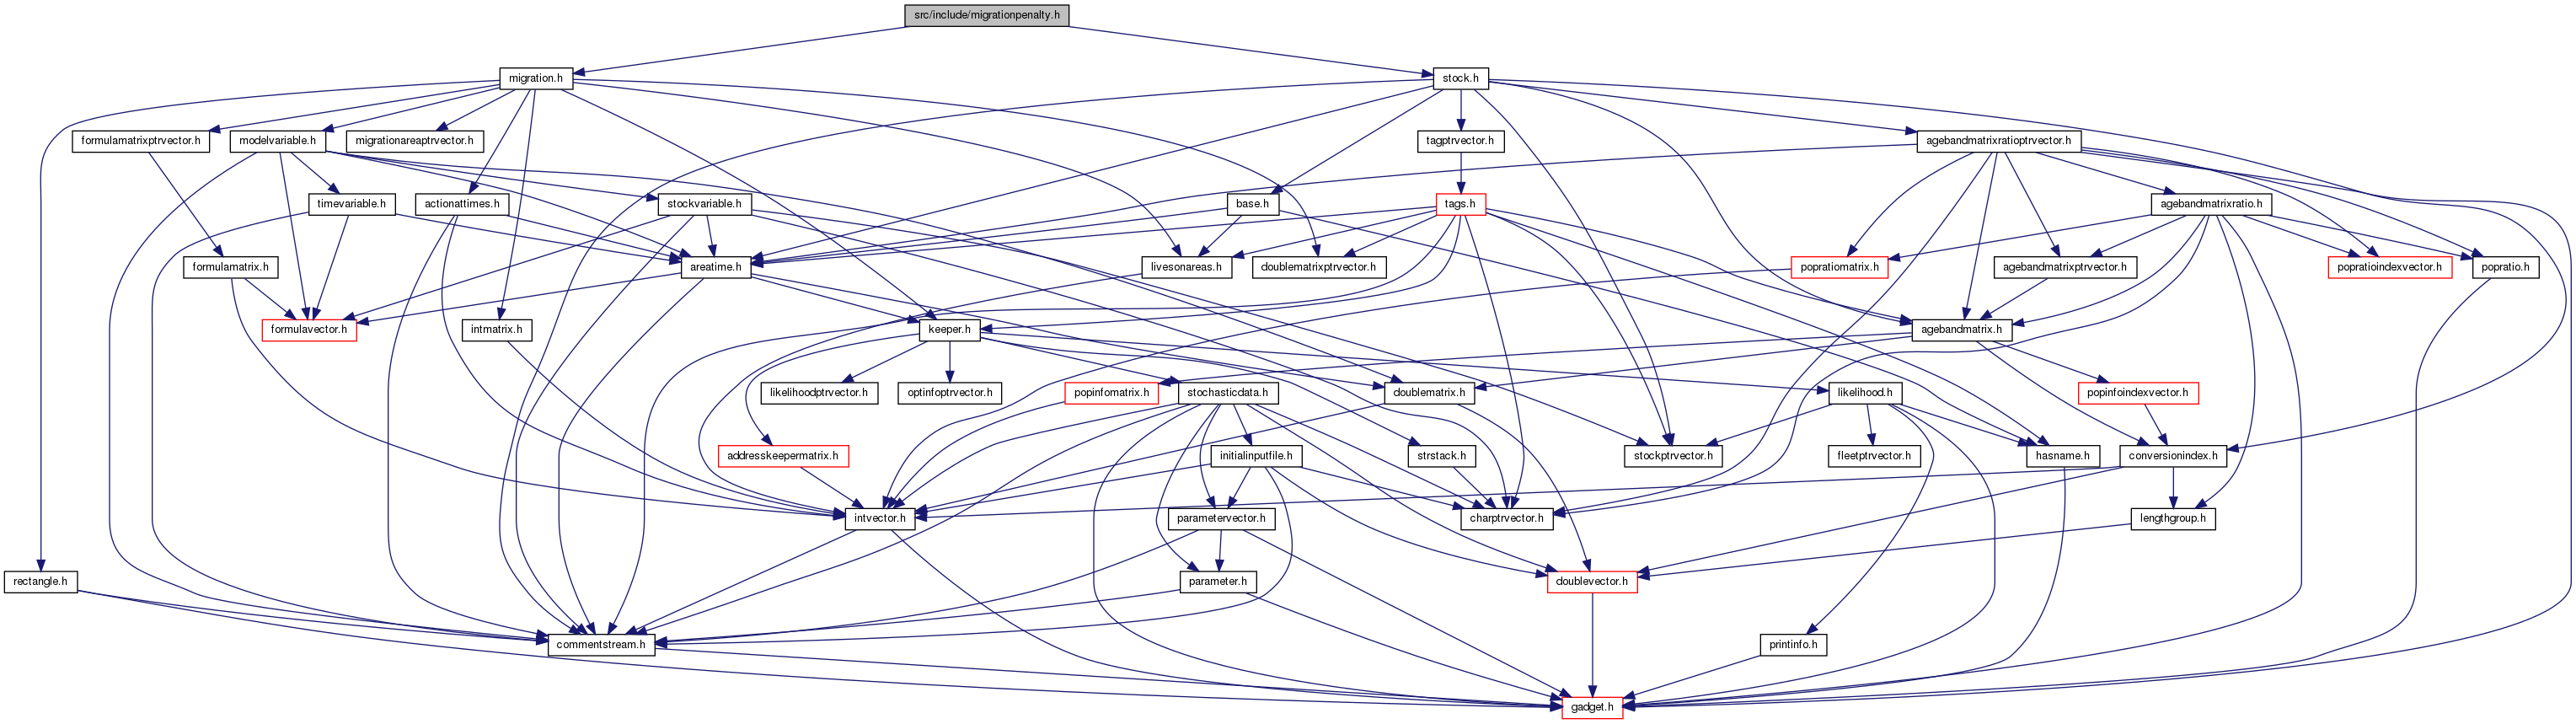 src/include/migrationpenalty.h
migration.h
stock.h
formulamatrixptrvector.h
modelvariable.h
migrationareaptrvector.h
tagptrvector.h
agebandmatrixratioptrvector.h
timevariable.h
actionattimes.h
stockvariable.h
base.h
tags.h
agebandmatrixratio.h
formulamatrix.h
areatime.h
livesonareas.h
doublematrixptrvector.h
popratiomatrix.h
agebandmatrixptrvector.h
popratioindexvector.h
popratio.h
formulavector.h
intmatrix.h
keeper.h
agebandmatrix.h
likelihoodptrvector.h
optinfoptrvector.h
popinfomatrix.h
stochasticdata.h
doublematrix.h
likelihood.h
popinfoindexvector.h
addresskeepermatrix.h
initialinputfile.h
strstack.h
stockptrvector.h
fleetptrvector.h
hasname.h
conversionindex.h
intvector.h
parametervector.h
charptrvector.h
lengthgroup.h
rectangle.h
parameter.h
doublevector.h
commentstream.h
printinfo.h
gadget.h